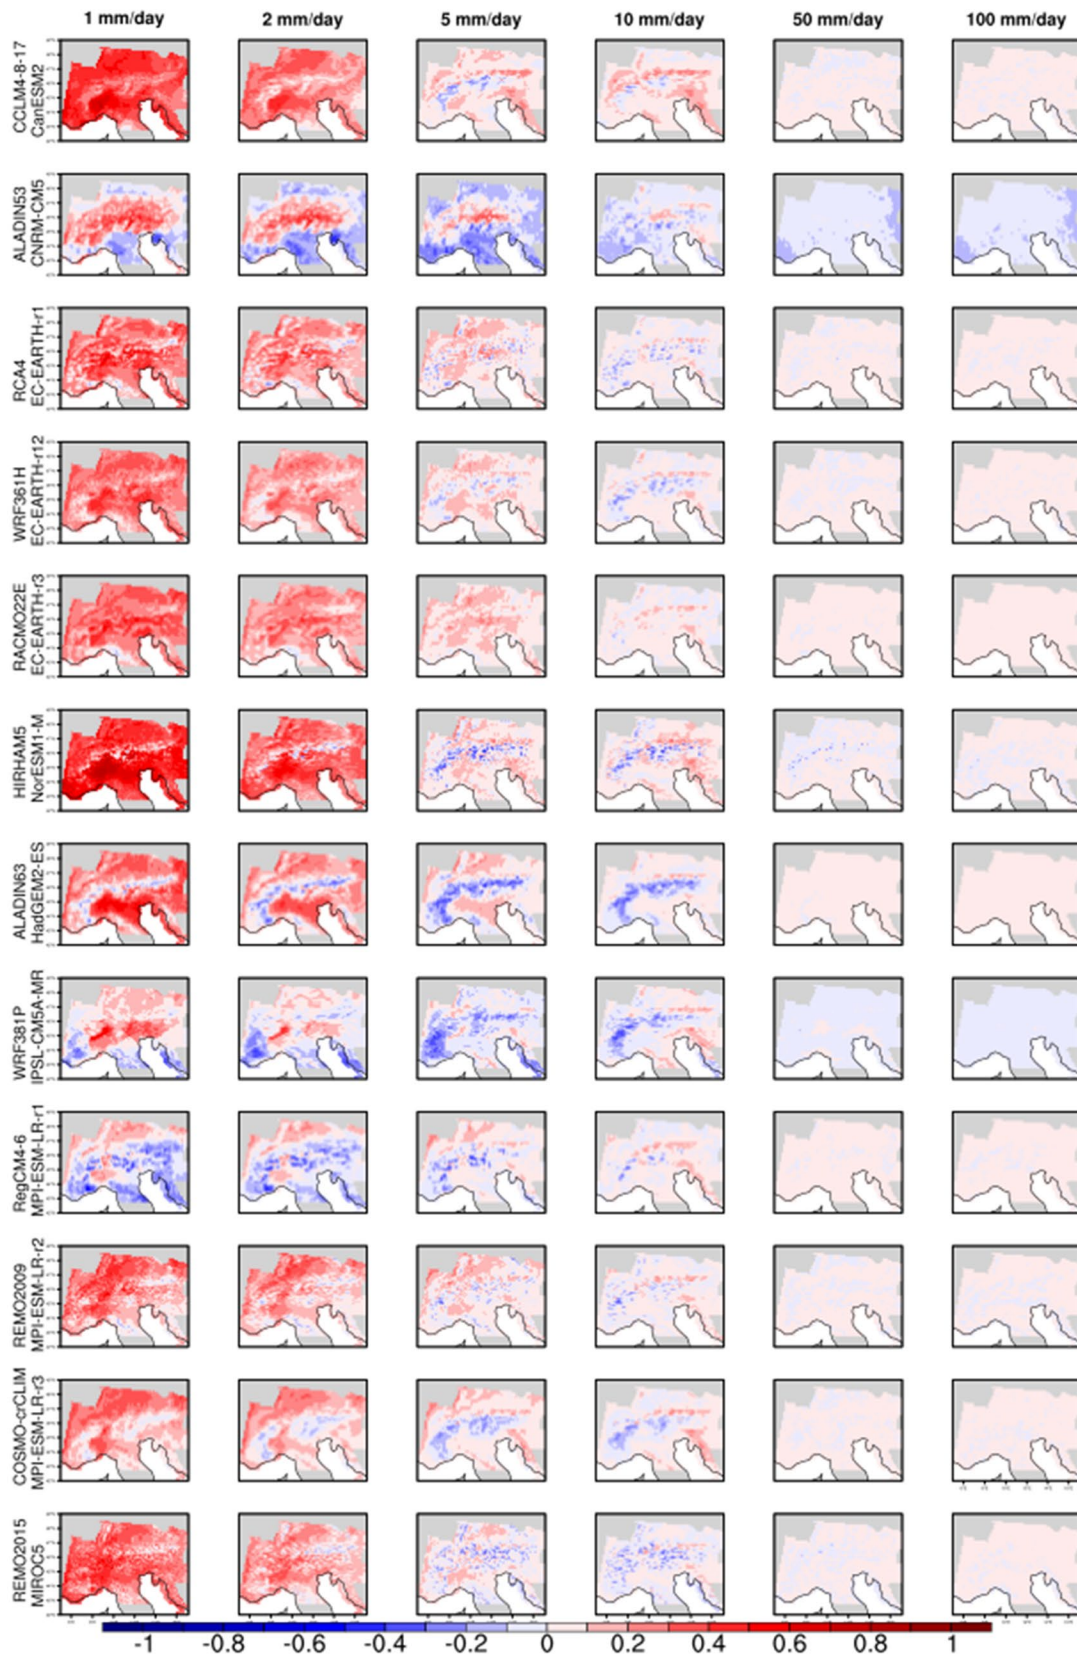 1 mm/day 2 mm/day 5 mm/day 10 mm/day 50 mm/day 100 mm/day
CCLM4-8-17
CanESM2
ALADIN53
CNRM-CM5
RCA4
EC-EARTH-r1
WRF361H
EC-EARTH-r12
RACMO22E
EC-EARTH-r3
HIRHAM5
NorESM1-M
ALADIN63
HadGEM2-ES
WRF381P
IPSL-CM5A-MR
RegCM4-6
MPI-ESM-LR-r1
REMO2009
MPI-ESM-LR-r2
COSMO-crCLIM
MPI-ESM-LR-r3
REMO2015
MIROC5
-1 -0.8 -0.6 -0.4 -0.2 0 0.2 0.4 0.6 0.8 1